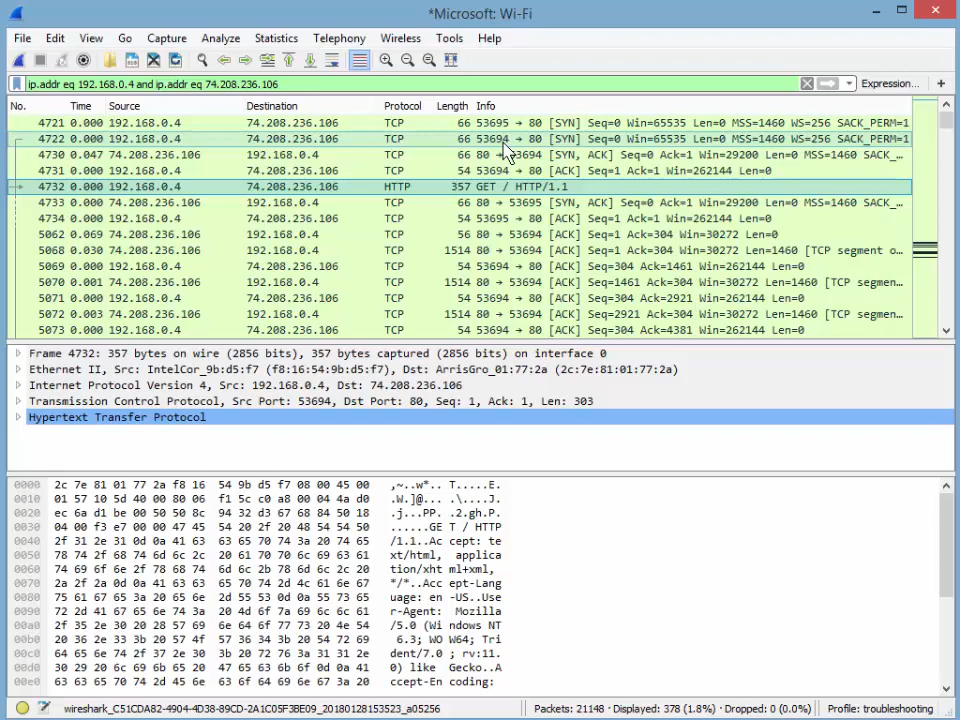 *Microsoft: Wi-Fi
File Edit View Go Capture Analyze Statistics Telephony Wireless Tools Help
ip.addr eq 192.168.0.4 and ip.addr eq 74.208.236.106 Expression… +
No. Time Source Destination Protocol Length Info
4721 0.000 192.168.0.4 74.208.236.106 TCP 66 53695 → 80 [SYN] Seq=0 Win=65535 Len=0 MSS=1460 WS=256 SACK_PERM=1
4722 0.000 192.168.0.4 74.208.236.106 TCP 66 53694 → 80 [SYN] Seq=0 Win=65535 Len=0 MSS=1460 WS=256 SACK_PERM=1
4730 0.047 74.208.236.106 192.168.0.4 TCP 66 80 → 53694 [SYN, ACK] Seq=0 Ack=1 Win=29200 Len=0 MSS=1460 SACK_…
4731 0.000 192.168.0.4 74.208.236.106 TCP 54 53694 → 80 [ACK] Seq=1 Ack=1 Win=262144 Len=0
4732 0.000 192.168.0.4 74.208.236.106 HTTP 357 GET / HTTP/1.1
4733 0.000 74.208.236.106 192.168.0.4 TCP 66 80 → 53695 [SYN, ACK] Seq=0 Ack=1 Win=29200 Len=0 MSS=1460 SACK_…
4734 0.000 192.168.0.4 74.208.236.106 TCP 54 53695 → 80 [ACK] Seq=1 Ack=1 Win=262144 Len=0
5062 0.069 74.208.236.106 192.168.0.4 TCP 56 80 → 53694 [ACK] Seq=1 Ack=304 Win=30272 Len=0
5068 0.030 74.208.236.106 192.168.0.4 TCP 1514 80 → 53694 [ACK] Seq=1 Ack=304 Win=30272 Len=1460 [TCP segment o…
5069 0.000 192.168.0.4 74.208.236.106 TCP 54 53694 → 80 [ACK] Seq=304 Ack=1461 Win=262144 Len=0
5070 0.001 74.208.236.106 192.168.0.4 TCP 1514 80 → 53694 [ACK] Seq=1461 Ack=304 Win=30272 Len=1460 [TCP segmen…
5071 0.000 192.168.0.4 74.208.236.106 TCP 54 53694 → 80 [ACK] Seq=304 Ack=2921 Win=262144 Len=0
5072 0.003 74.208.236.106 192.168.0.4 TCP 1514 80 → 53694 [ACK] Seq=2921 Ack=304 Win=30272 Len=1460 [TCP segmen…
5073 0.000 192.168.0.4 74.208.236.106 TCP 54 53694 → 80 [ACK] Seq=304 Ack=4381 Win=262144 Len=0
Frame 4732: 357 bytes on wire (2856 bits), 357 bytes captured (2856 bits) on interface 0
Ethernet II, Src: IntelCor_9b:d5:f7 (f8:16:54:9b:d5:f7), Dst: ArrisGro_01:77:2a (2c:7e:81:01:77:2a)
Internet Protocol Version 4, Src: 192.168.0.4, Dst: 74.208.236.106
Transmission Control Protocol, Src Port: 53694, Dst Port: 80, Seq: 1, Ack: 1, Len: 303
Hypertext Transfer Protocol
0000 2c 7e 81 01 77 2a f8 16 54 9b d5 f7 08 00 45 00 ,~..w*.. T.....E.
0010 01 57 10 5d 40 00 80 06 f1 5c c0 a8 00 04 4a d0 .W.]@... .\....J.
0020 ec 6a d1 be 00 50 50 8c 94 32 d3 67 68 84 50 18 .j...PP. .2.gh.P.
0030 04 00 f3 e7 00 00 47 45 54 20 2f 20 48 54 54 50 ......GE T / HTTP
0040 2f 31 2e 31 0d 0a 41 63 63 65 70 74 3a 20 74 65 /1.1..Ac cept: te
0050 78 74 2f 68 74 6d 6c 2c 20 61 70 70 6c 69 63 61 xt/html, applica
0060 74 69 6f 6e 2f 78 68 74 6d 6c 2b 78 6d 6c 2c 20 tion/xht ml+xml,
0070 2a 2f 2a 0d 0a 41 63 63 65 70 74 2d 4c 61 6e 67 */*..Acc ept-Lang
0080 75 61 67 65 3a 20 65 6e 2d 55 53 0d 0a 55 73 65 uage: en -US..Use
0090 72 2d 41 67 65 6e 74 3a 20 4d 6f 7a 69 6c 6c 61 r-Agent: Mozilla
00a0 2f 35 2e 30 20 28 57 69 6e 64 6f 77 73 20 4e 54 /5.0 (Wi ndows NT
00b0 20 36 2e 33 3b 20 57 4f 57 36 34 3b 20 54 72 69 6.3; WO W64; Tri
00c0 64 65 6e 74 2f 37 2e 30 3b 20 72 76 3a 31 31 2e dent/7.0 ; rv:11.
00d0 30 29 20 6c 69 6b 65 20 47 65 63 6b 6f 0d 0a 41 0) like Gecko..A
00e0 63 63 65 70 74 2d 45 6e 63 6f 64 69 6e 67 3a 20 ccept-En coding:
wireshark_C51CDA82-4904-4D38-89CD-2A1C05F3BE09_20180128153523_a05256 Packets: 21148 · Displayed: 378 (1.8%) · Dropped: 0 (0.0%) Profile: troubleshooting